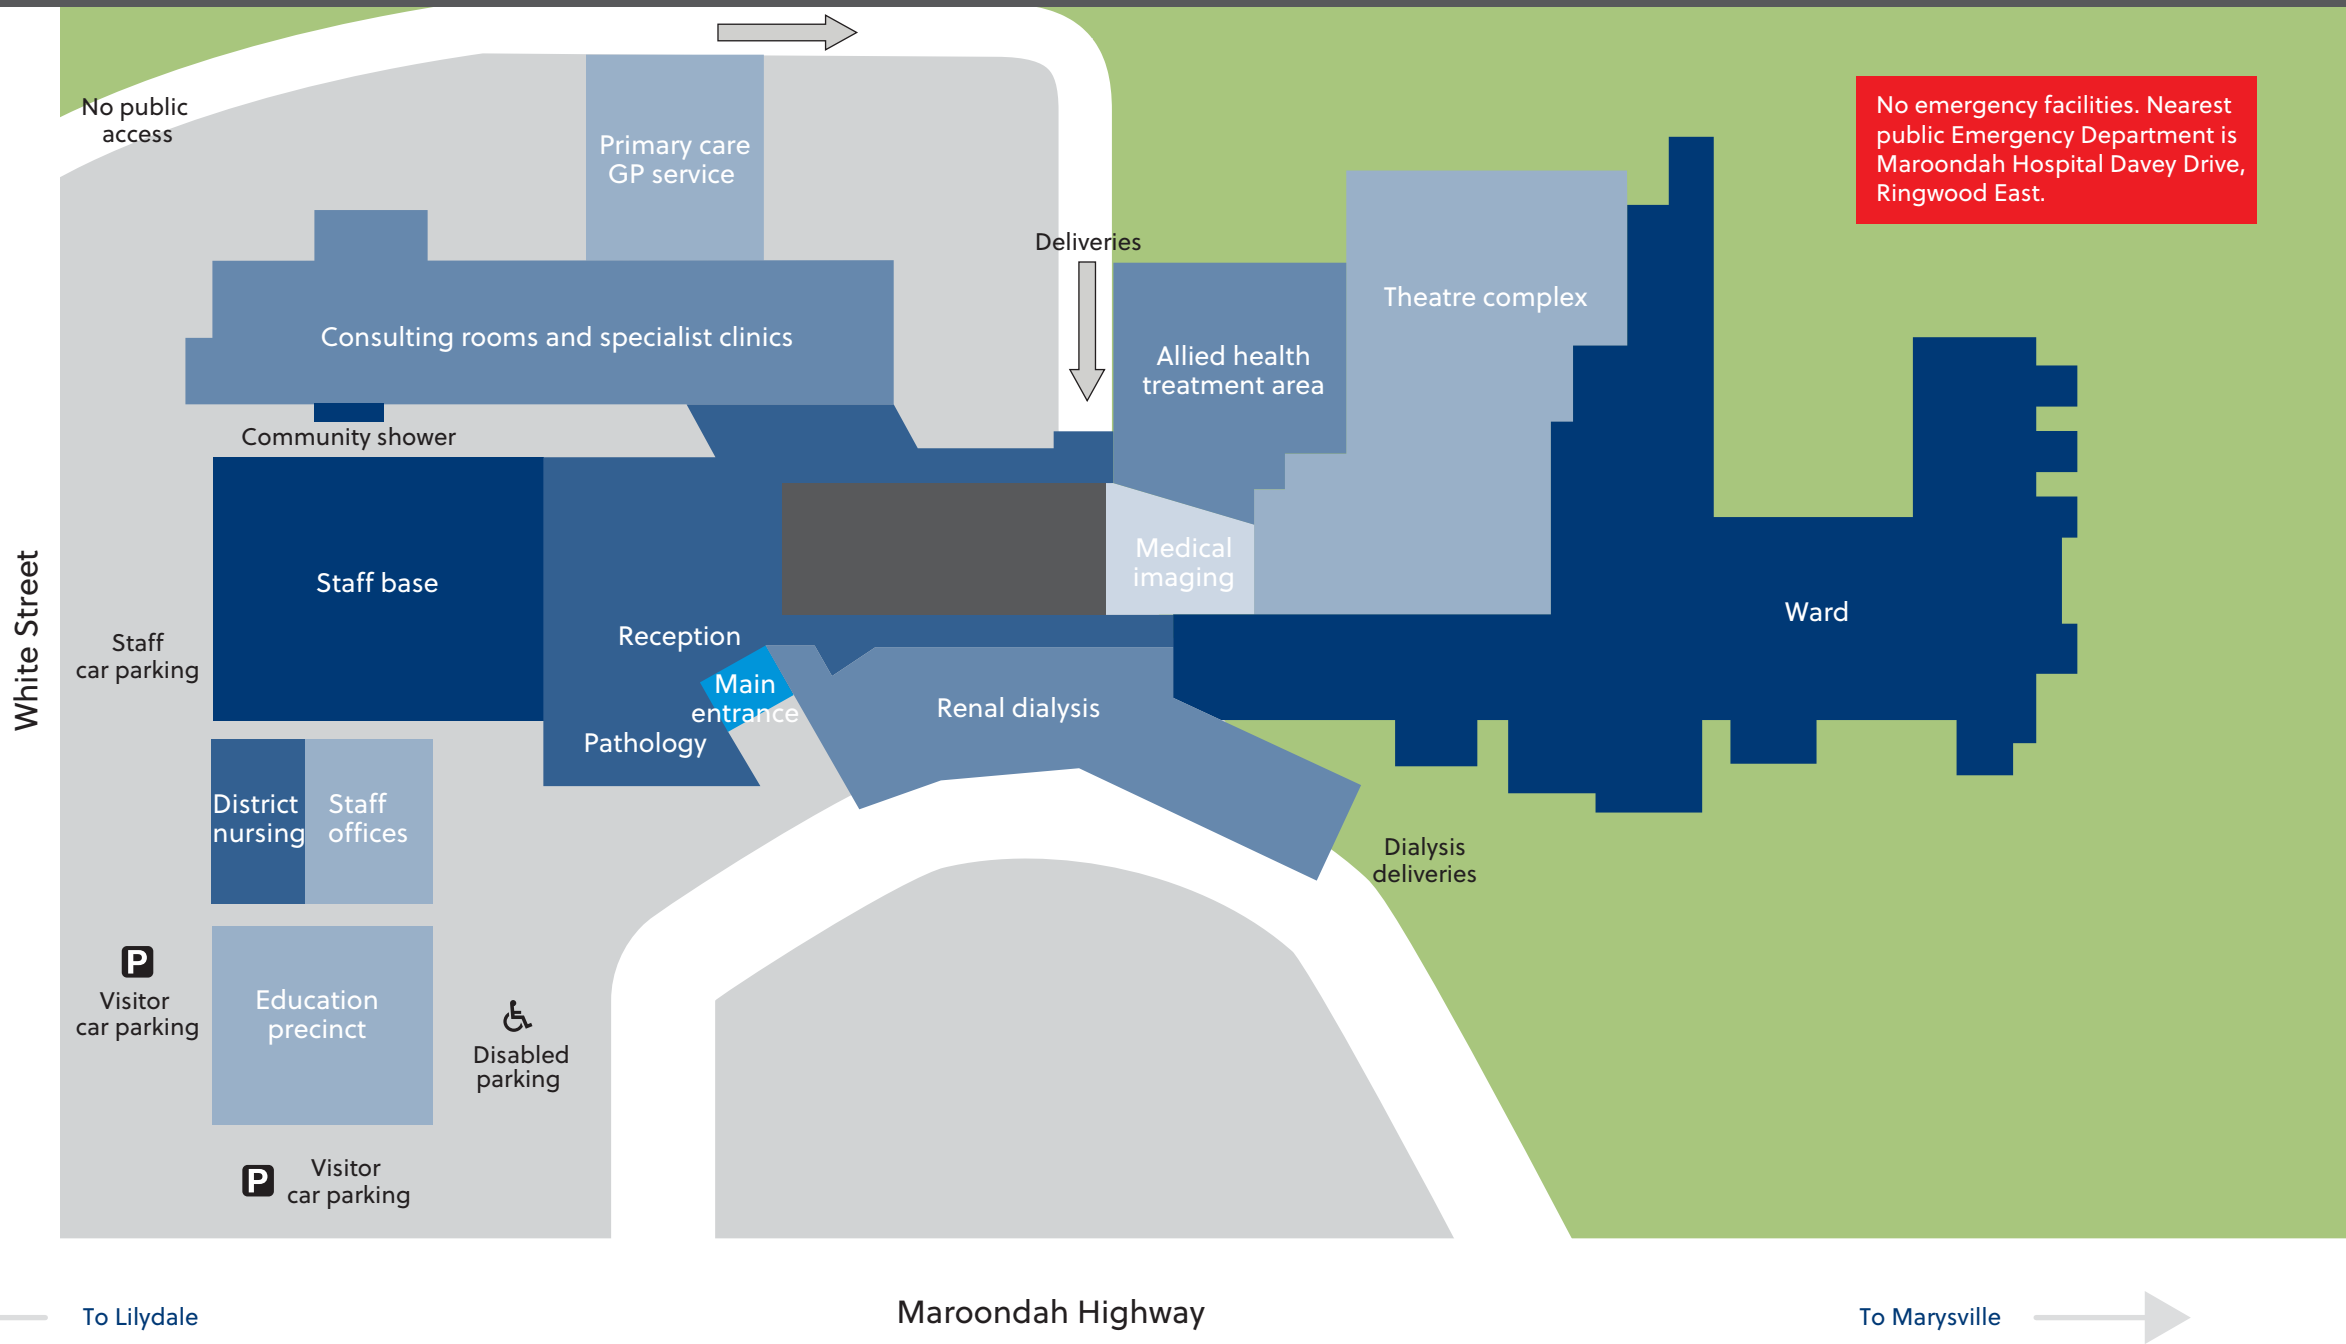 No public
access
Primary care
GP service
No emergency facilities. Nearest
public Emergency Department is
Maroondah Hospital Davey Drive,
Ringwood East.
Deliveries
Theatre complex
Consulting rooms and specialist clinics
Allied health
treatment area
Community shower
White Street
Staff base
Medical
imaging
Ward
Reception
Staff
car parking
Main
entrance
Renal dialysis
Pathology
District
nursing
Staff
offices
Dialysis
deliveries
P
Visitor
car parking
Education
precinct
Disabled
parking
P
Visitor
car parking
To Lilydale
Maroondah Highway
To Marysville